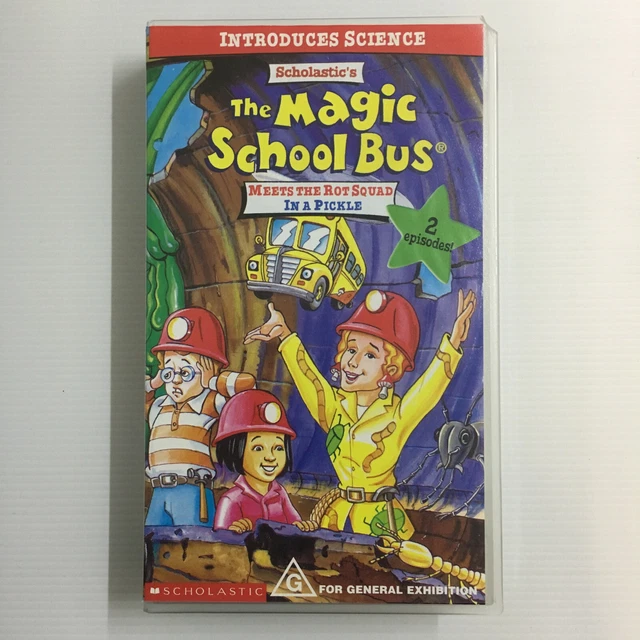 INTRODUCES SCIENCE
Scholastic's
The Magic
School Bus®
MEETS THE ROT SQUAD
IN A PICKLE
2
episodes!
SCHOLASTIC
G
FOR GENERAL EXHIBITION